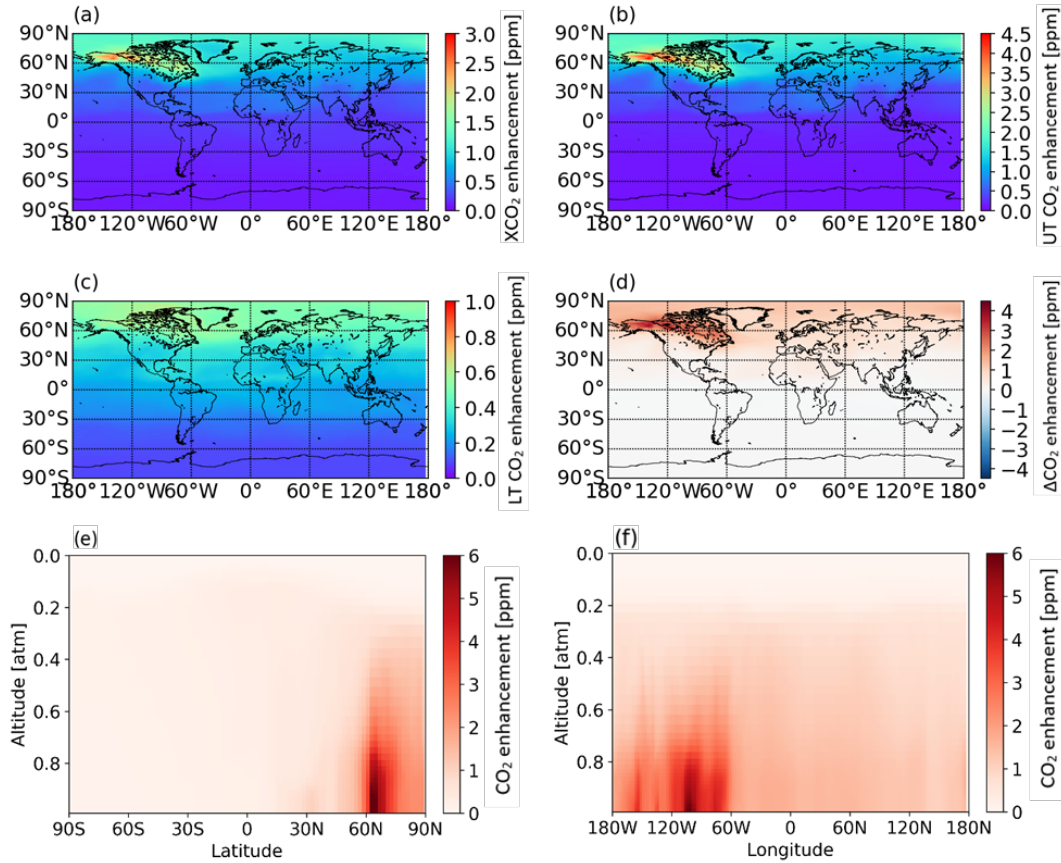 (a)
90°N
60°N
30°N
0°
30°S
60°S
90°S
180°
120°W
60°W
0°
60°E
120°E
180°
3.0
2.5
2.0
1.5
1.0
0.5
0.0
XCO₂ enhancement [ppm]
(b)
90°N
60°N
30°N
0°
30°S
60°S
90°S
180°
120°W
60°W
0°
60°E
120°E
180°
4.5
4.0
3.5
3.0
2.5
2.0
1.5
1.0
0.5
0.0
UT CO₂ enhancement [ppm]
(c)
90°N
60°N
30°N
0°
30°S
60°S
90°S
180°
120°W
60°W
0°
60°E
120°E
180°
1.0
0.8
0.6
0.4
0.2
0.0
LT CO₂ enhancement [ppm]
(d)
90°N
60°N
30°N
0°
30°S
60°S
90°S
180°
120°W
60°W
0°
60°E
120°E
180°
4
3
2
1
0
−1
−2
−3
−4
ΔCO₂ enhancement [ppm]
(e)
Altitude [atm]
0.0
0.2
0.4
0.6
0.8
90S
60S
30S
0
30N
60N
90N
Latitude
6
5
4
3
2
1
0
CO₂ enhancement [ppm]
(f)
Altitude [atm]
0.0
0.2
0.4
0.6
0.8
180W
120W
60W
0
60N
120N
180N
Longitude
6
5
4
3
2
1
0
CO₂ enhancement [ppm]